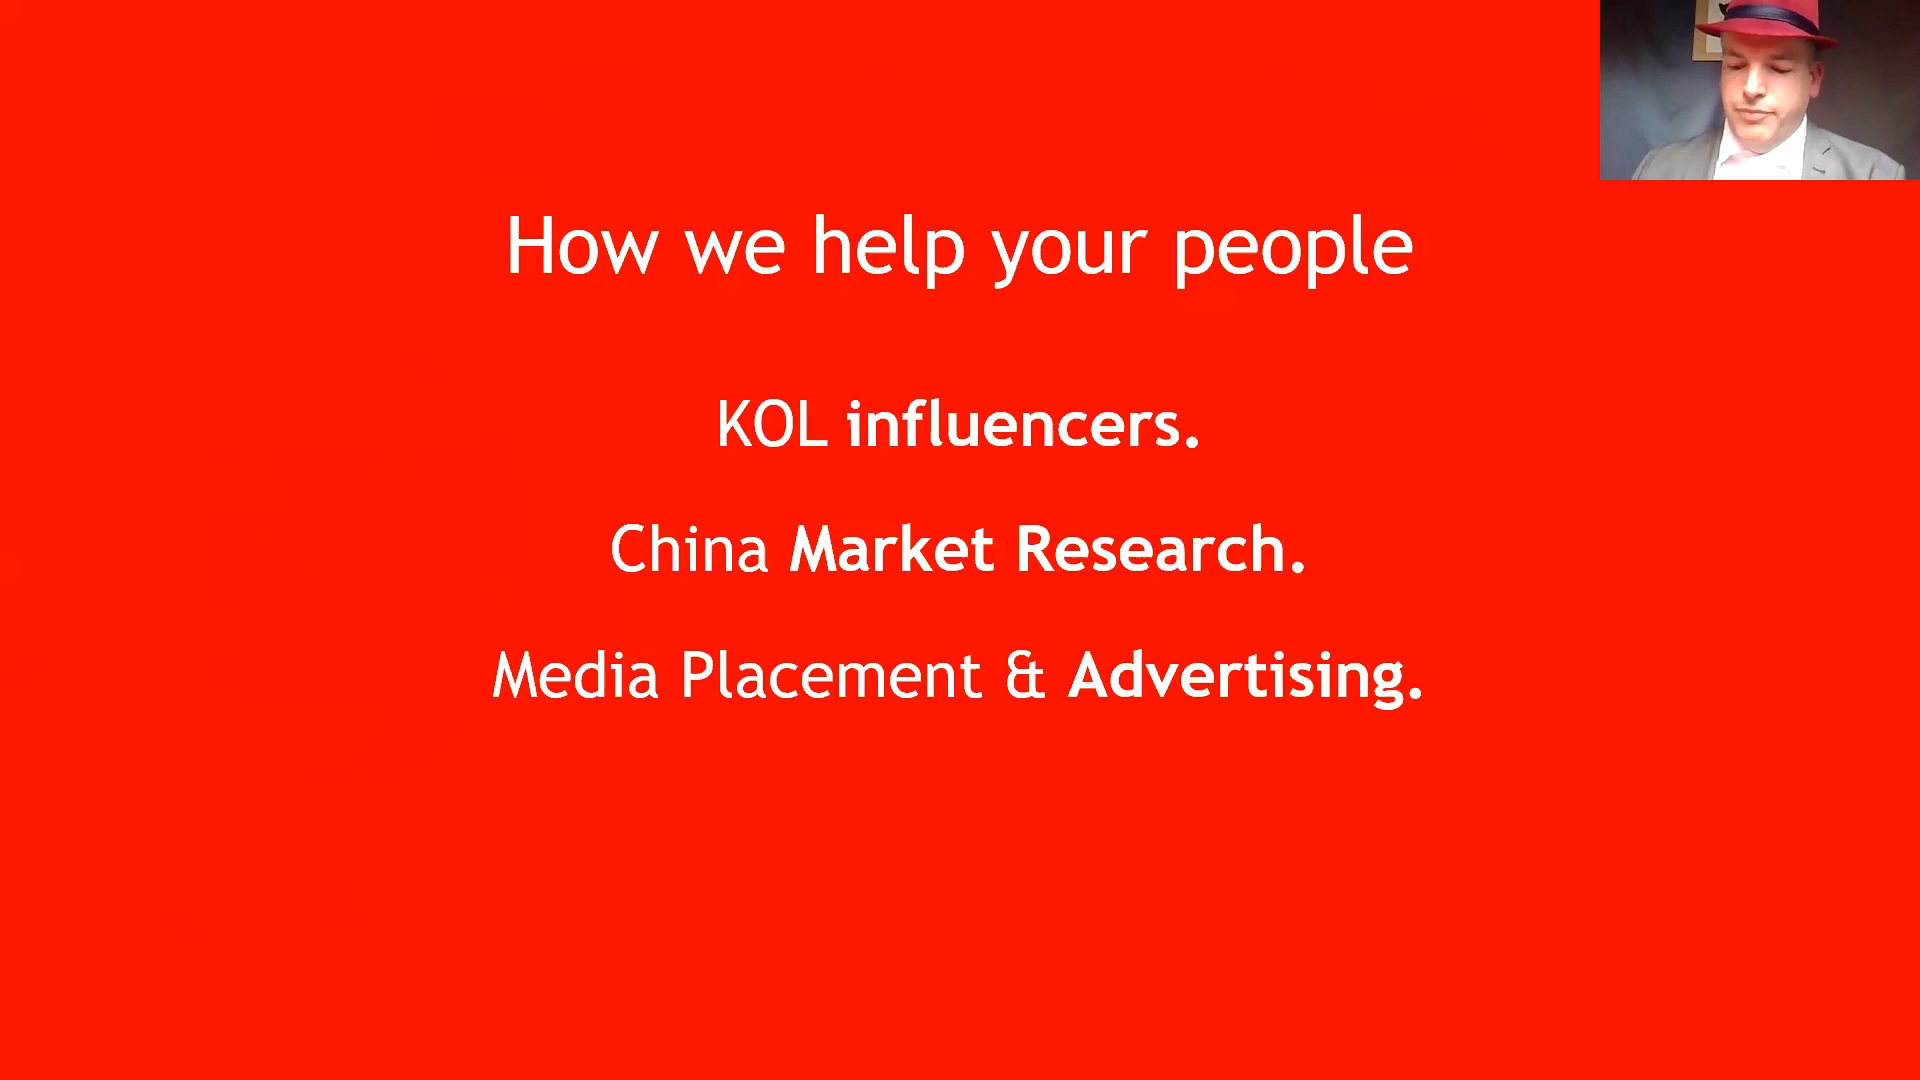 How we help your people
KOL influencers.
China Market Research.
Media Placement & Advertising.